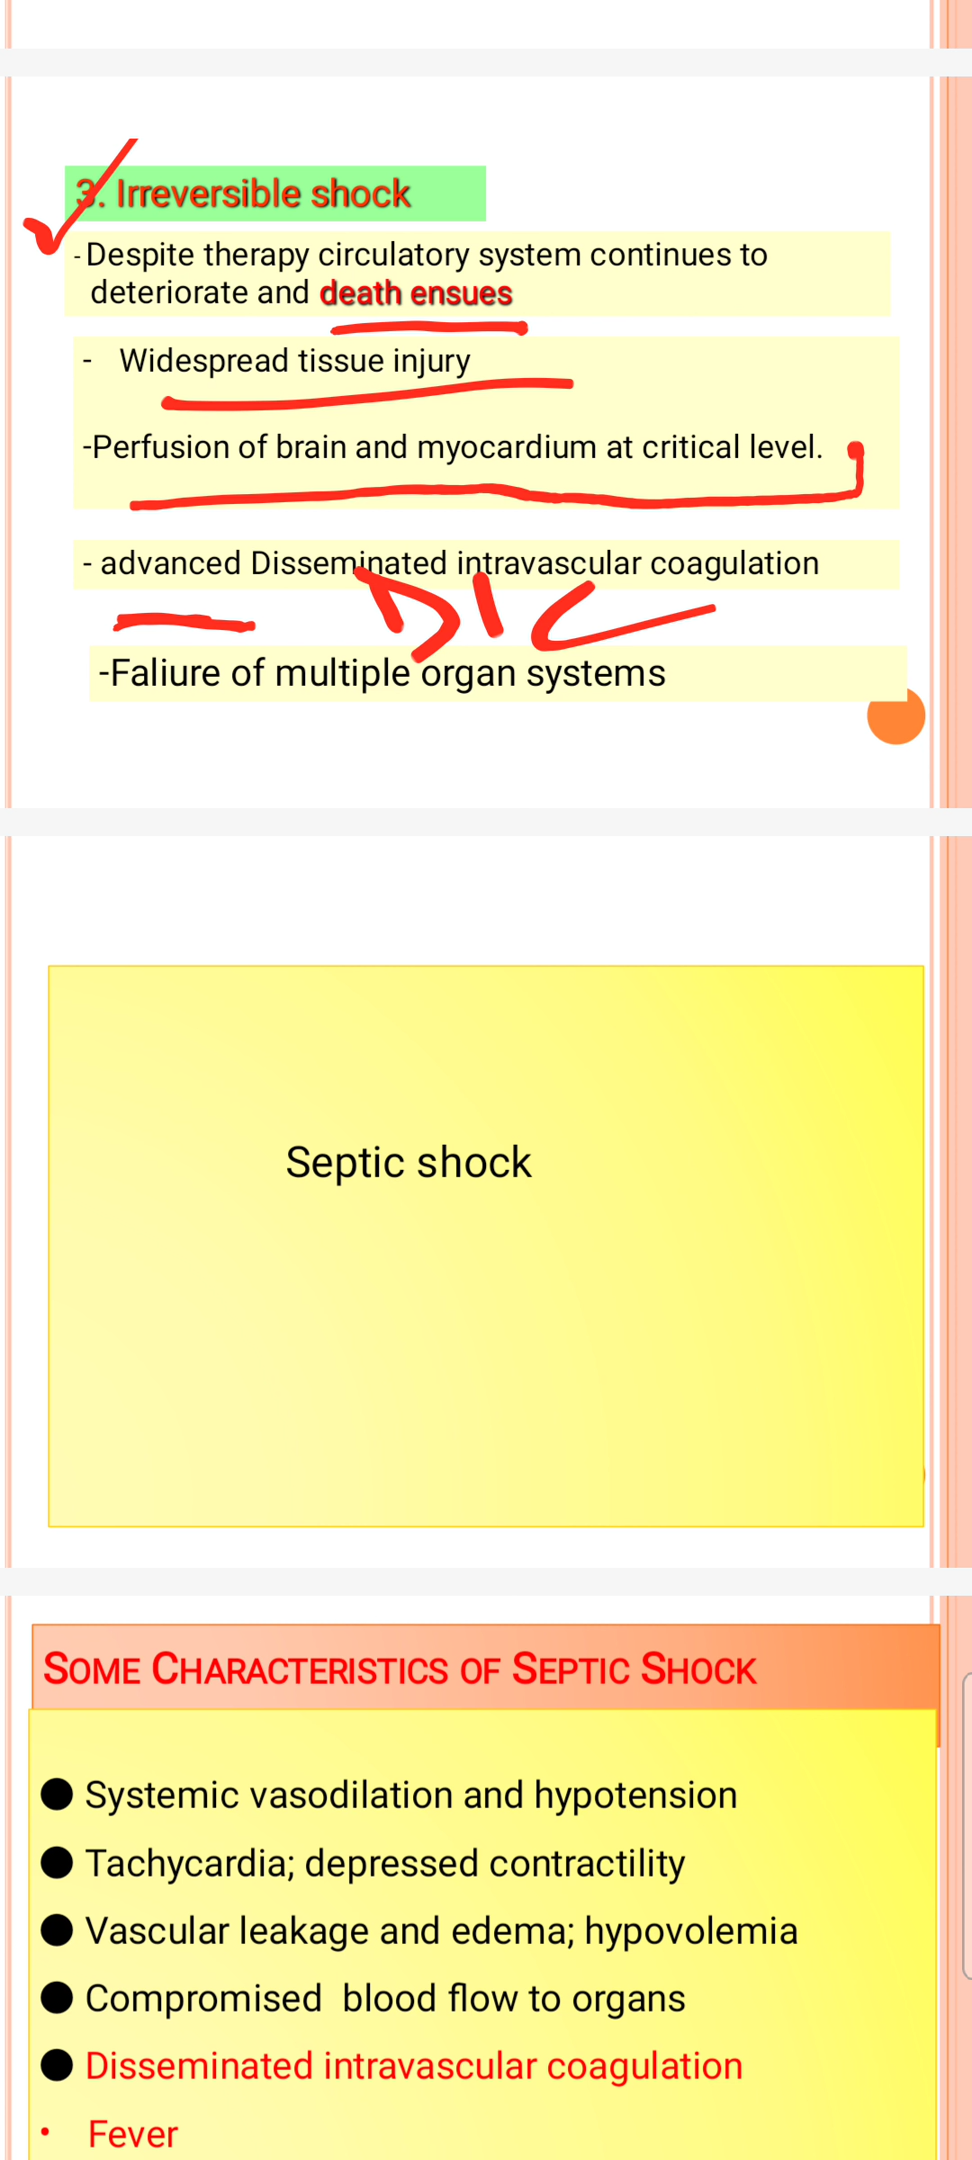 3. Irreversible shock
- Despite therapy circulatory system continues to
deteriorate and death ensues
- Widespread tissue injury
-Perfusion of brain and myocardium at critical level.
- advanced Disseminated intravascular coagulation
DIC
-Faliure of multiple organ systems
Septic shock
SOME CHARACTERISTICS OF SEPTIC SHOCK
● Systemic vasodilation and hypotension
● Tachycardia; depressed contractility
● Vascular leakage and edema; hypovolemia
● Compromised blood flow to organs
● Disseminated intravascular coagulation
• Fever